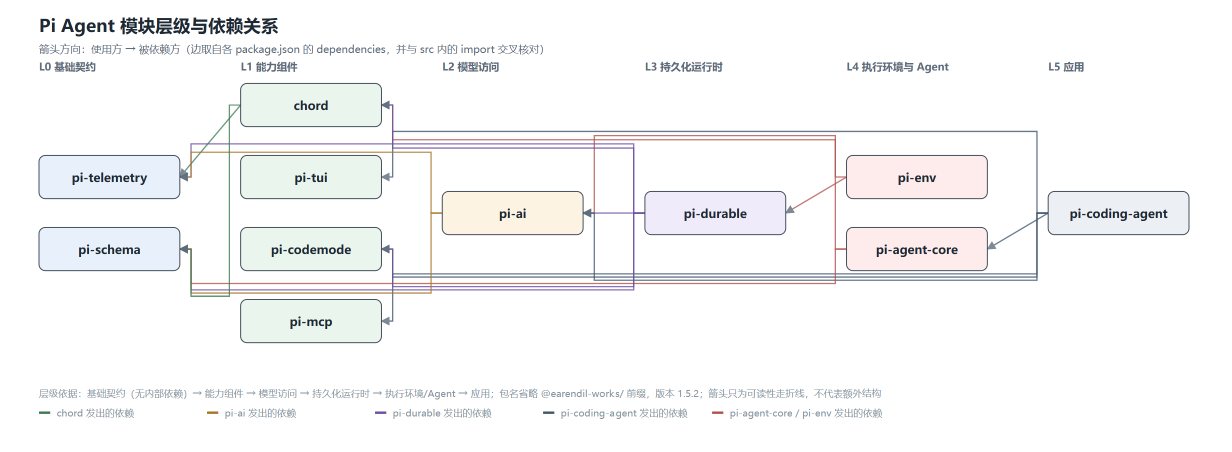 Pi Agent 模块层级与依赖关系
箭头方向：使用方 → 被依赖方（边取自各 package.json 的 dependencies，并与 src 内的 import 交叉核对）
L0 基础契约
L1 能力组件
L2 模型访问
L3 持久化运行时
L4 执行环境与 Agent
L5 应用
chord
pi-telemetry
pi-tui
pi-env
pi-ai
pi-durable
pi-coding-agent
pi-schema
pi-codemode
pi-agent-core
pi-mcp
层级依据：基础契约（无内部依赖）→ 能力组件 → 模型访问 → 持久化运行时 → 执行环境/Agent → 应用；包名省略 @earendil-works/ 前缀，版本 1.5.2；箭头只为可读性走折线，不代表额外结构
chord 发出的依赖
pi-ai 发出的依赖
pi-durable 发出的依赖
pi-coding-agent 发出的依赖
pi-agent-core / pi-env 发出的依赖